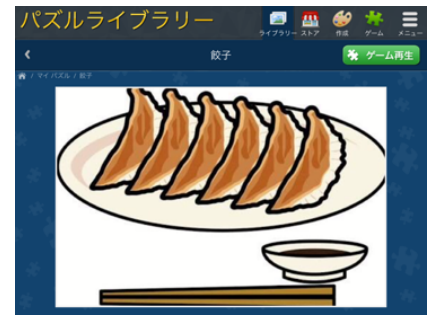 パズルライブラリー
ライブラリー ストア 作成 ゲーム メニュー
餃子
ゲーム再生
/ マイ パズル / 餃子